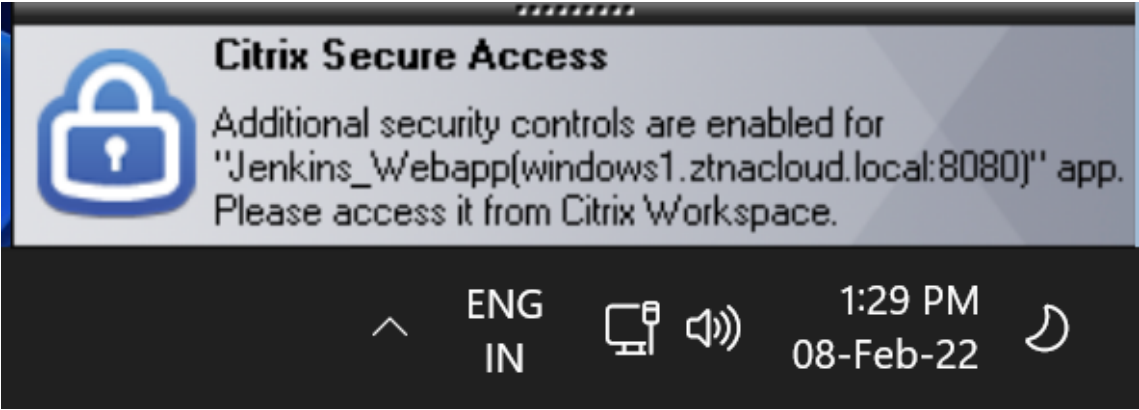 Citrix Secure Access
Additional security controls are enabled for
"Jenkins_Webapp(windows1.ztnacloud.local:8080)" app.
Please access it from Citrix Workspace.
ENG
IN
1:29 PM
08-Feb-22